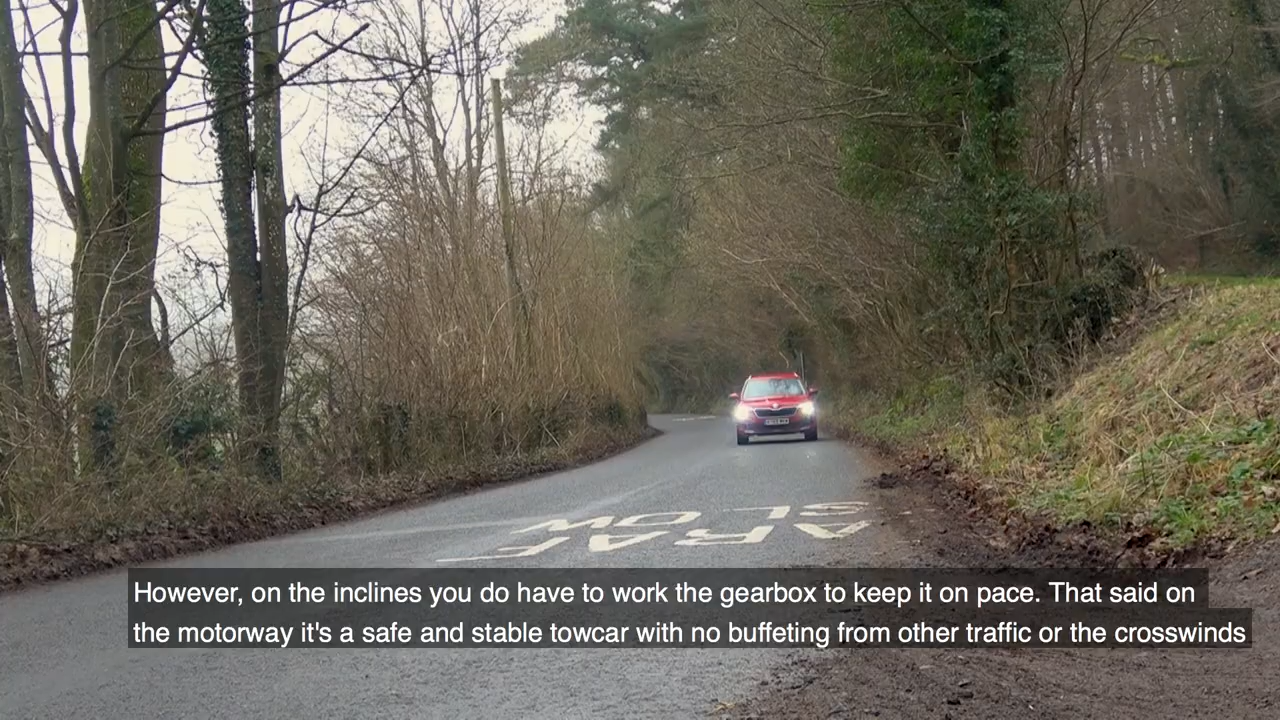 ARAF
SLOW
However, on the inclines you do have to work the gearbox to keep it on pace. That said on
the motorway it's a safe and stable towcar with no buffeting from other traffic or the crosswinds